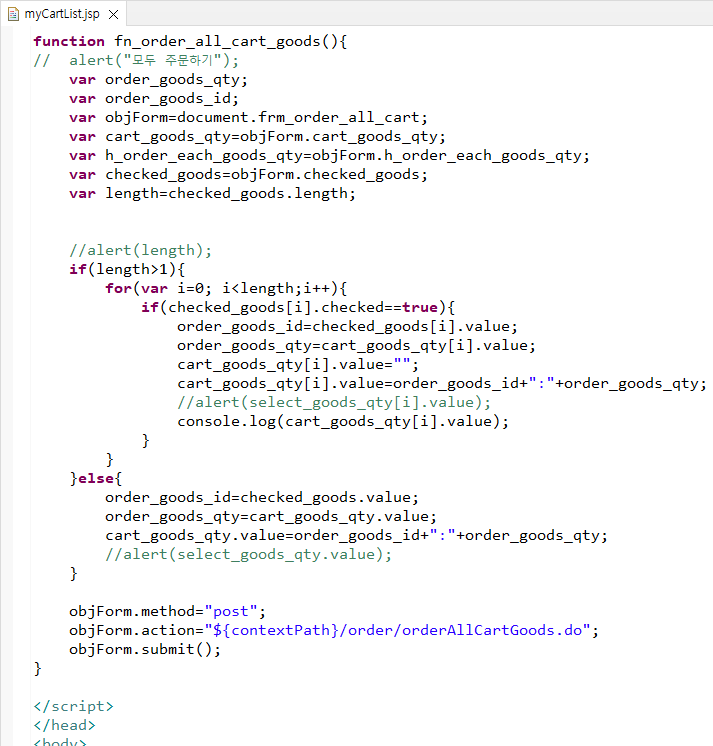 myCartList.jsp
function fn_order_all_cart_goods(){
//  alert("모두 주문하기");
    var order_goods_qty;
    var order_goods_id;
    var objForm=document.frm_order_all_cart;
    var cart_goods_qty=objForm.cart_goods_qty;
    var h_order_each_goods_qty=objForm.h_order_each_goods_qty;
    var checked_goods=objForm.checked_goods;
    var length=checked_goods.length;
    //alert(length);
    if(length>1){
        for(var i=0; i<length;i++){
            if(checked_goods[i].checked==true){
                order_goods_id=checked_goods[i].value;
                order_goods_qty=cart_goods_qty[i].value;
                cart_goods_qty[i].value="";
                cart_goods_qty[i].value=order_goods_id+":"+order_goods_qty;
                //alert(select_goods_qty[i].value);
                console.log(cart_goods_qty[i].value);
            }
        }
    }else{
        order_goods_id=checked_goods.value;
        order_goods_qty=cart_goods_qty.value;
        cart_goods_qty.value=order_goods_id+":"+order_goods_qty;
        //alert(select_goods_qty.value);
    }
    objForm.method="post";
    objForm.action="${contextPath}/order/orderAllCartGoods.do";
    objForm.submit();
}
</script>
</head>
<body>